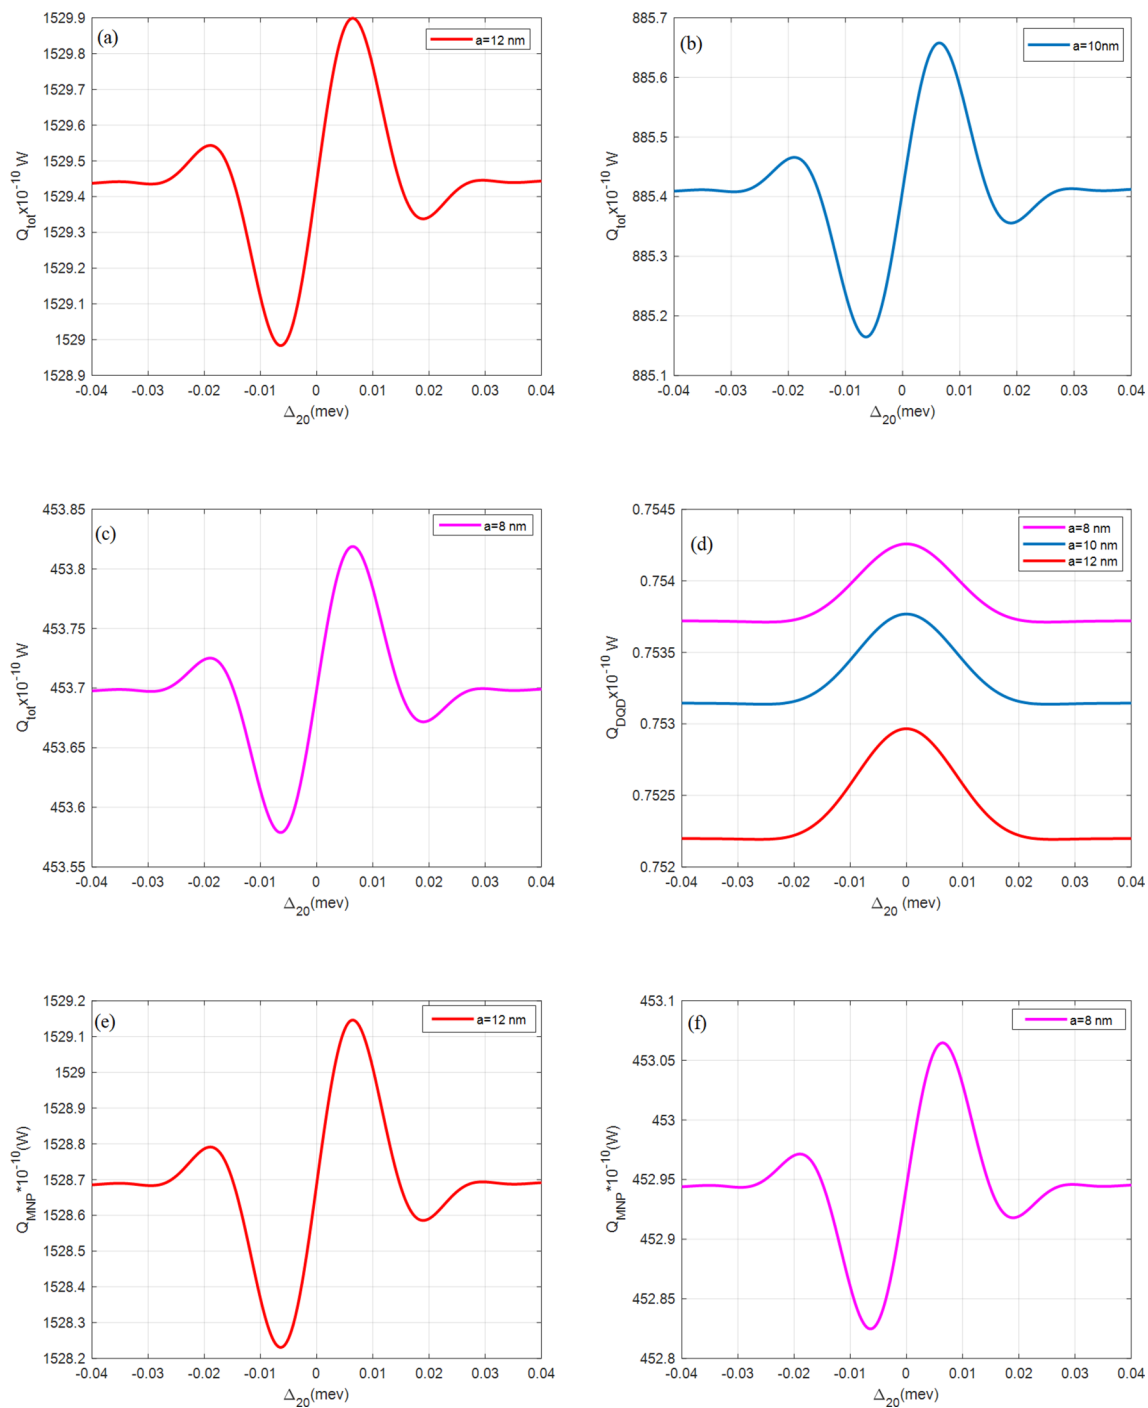 (a)
a=12 nm
1529.9
1529.8
1529.7
1529.6
1529.5
1529.4
1529.3
1529.2
1529.1
1529
1528.9
Q_tot x10^-10 W
-0.04 -0.03 -0.02 -0.01 0 0.01 0.02 0.03 0.04
Δ_20(mev)
(b)
a=10nm
885.7
885.6
885.5
885.4
885.3
885.2
885.1
Q_tot x10^-10 W
-0.04 -0.03 -0.02 -0.01 0 0.01 0.02 0.03 0.04
Δ_20(mev)
(c)
a=8 nm
453.85
453.8
453.75
453.7
453.65
453.6
453.55
Q_tot x10^-10 W
-0.04 -0.03 -0.02 -0.01 0 0.01 0.02 0.03 0.04
Δ_20(mev)
(d)
a=8 nm
a=10 nm
a=12 nm
0.7545
0.754
0.7535
0.753
0.7525
0.752
Q_DQD x10^-10 W
-0.04 -0.03 -0.02 -0.01 0 0.01 0.02 0.03 0.04
Δ_20 (mev)
(e)
a=12 nm
1529.2
1529.1
1529
1528.9
1528.8
1528.7
1528.6
1528.5
1528.4
1528.3
1528.2
Q_MNP*10^-10(W)
-0.04 -0.03 -0.02 -0.01 0 0.01 0.02 0.03 0.04
Δ_20(mev)
(f)
a=8 nm
453.1
453.05
453
452.95
452.9
452.85
452.8
Q_MNP*10^-10(W)
-0.04 -0.03 -0.02 -0.01 0 0.01 0.02 0.03 0.04
Δ_20(mev)